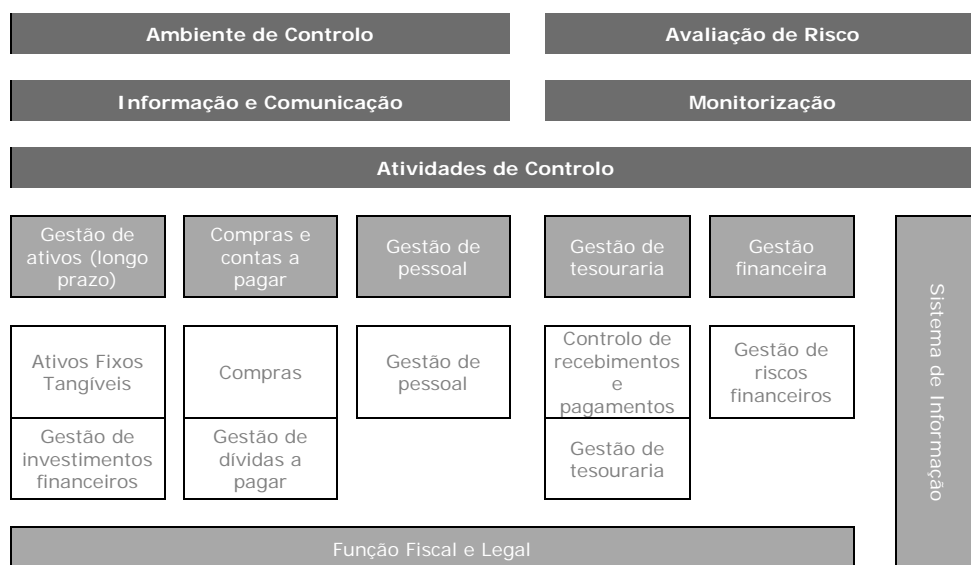 Ambiente de Controlo
Avaliação de Risco
Informação e Comunicação
Monitorização
Atividades de Controlo
Gestão de
ativos (longo
prazo)
Compras e
contas a
pagar
Gestão de
pessoal
Gestão de
tesouraria
Gestão
financeira
Sistema de Informação
Ativos Fixos
Tangíveis
Compras
Gestão de
pessoal
Controlo de
recebimentos
e
pagamentos
Gestão de
riscos
financeiros
Gestão de
investimentos
financeiros
Gestão de
dívidas a
pagar
Gestão de
tesouraria
Função Fiscal e Legal